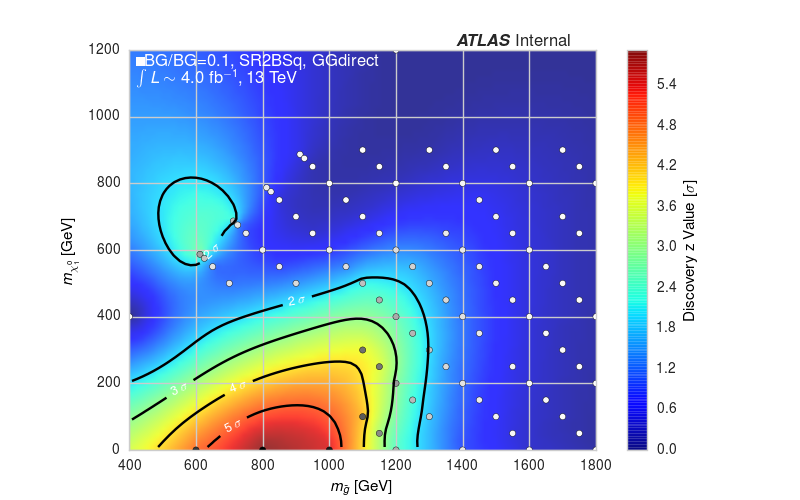 ATLAS Internal
BG/BG=0.1, SR2BSq, GGdirect
∫ L ∼ 4.0 fb⁻¹, 13 TeV
1200
1000
800
600
400
200
0
m_χ̃₁⁰ [GeV]
2 σ
2 σ
3 σ
4 σ
5 σ
400 600 800 1000 1200 1400 1600 1800
m_g̃ [GeV]
5.4
4.8
4.2
3.6
3.0
2.4
1.8
1.2
0.6
0.0
Discovery z Value [σ]